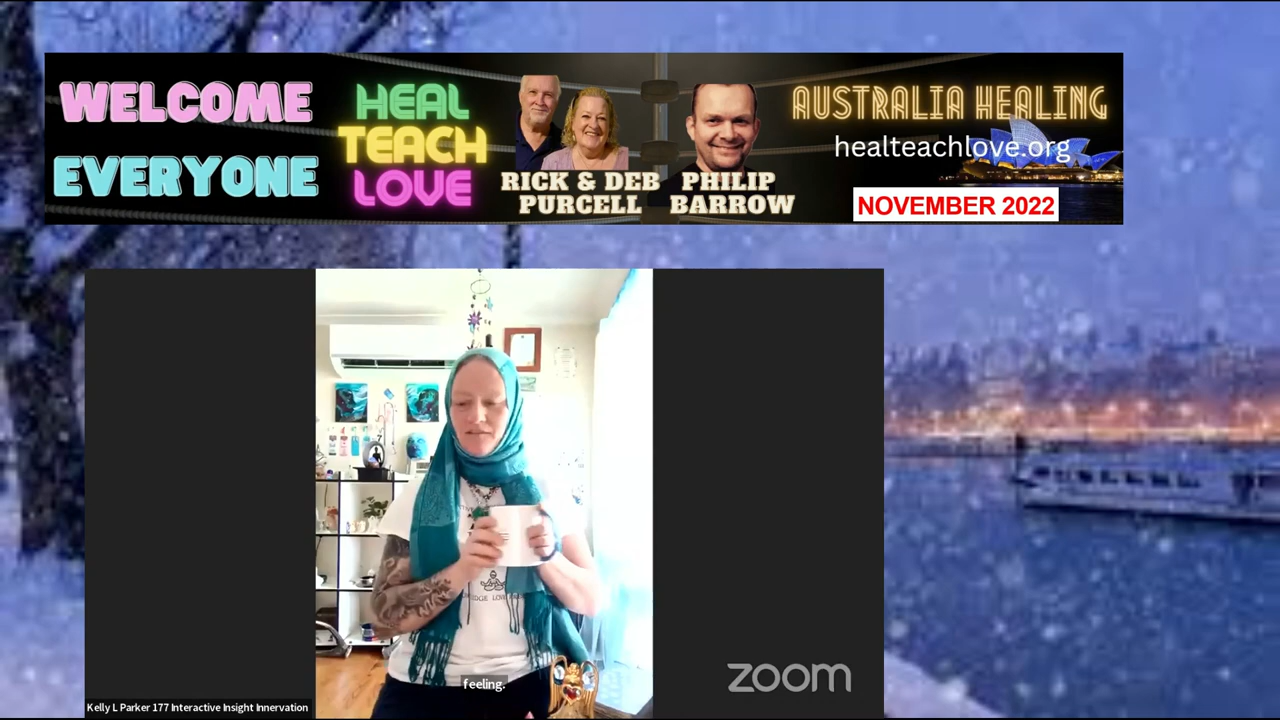 WELCOME
EVERYONE
HEAL
TEACH
LOVE
RICK & DEB
PURCELL
PHILIP
BARROW
AUSTRALIA HEALING
healteachlove.org
NOVEMBER 2022
feeling.
zoom
Kelly L Parker 177 Interactive Insight Innervation